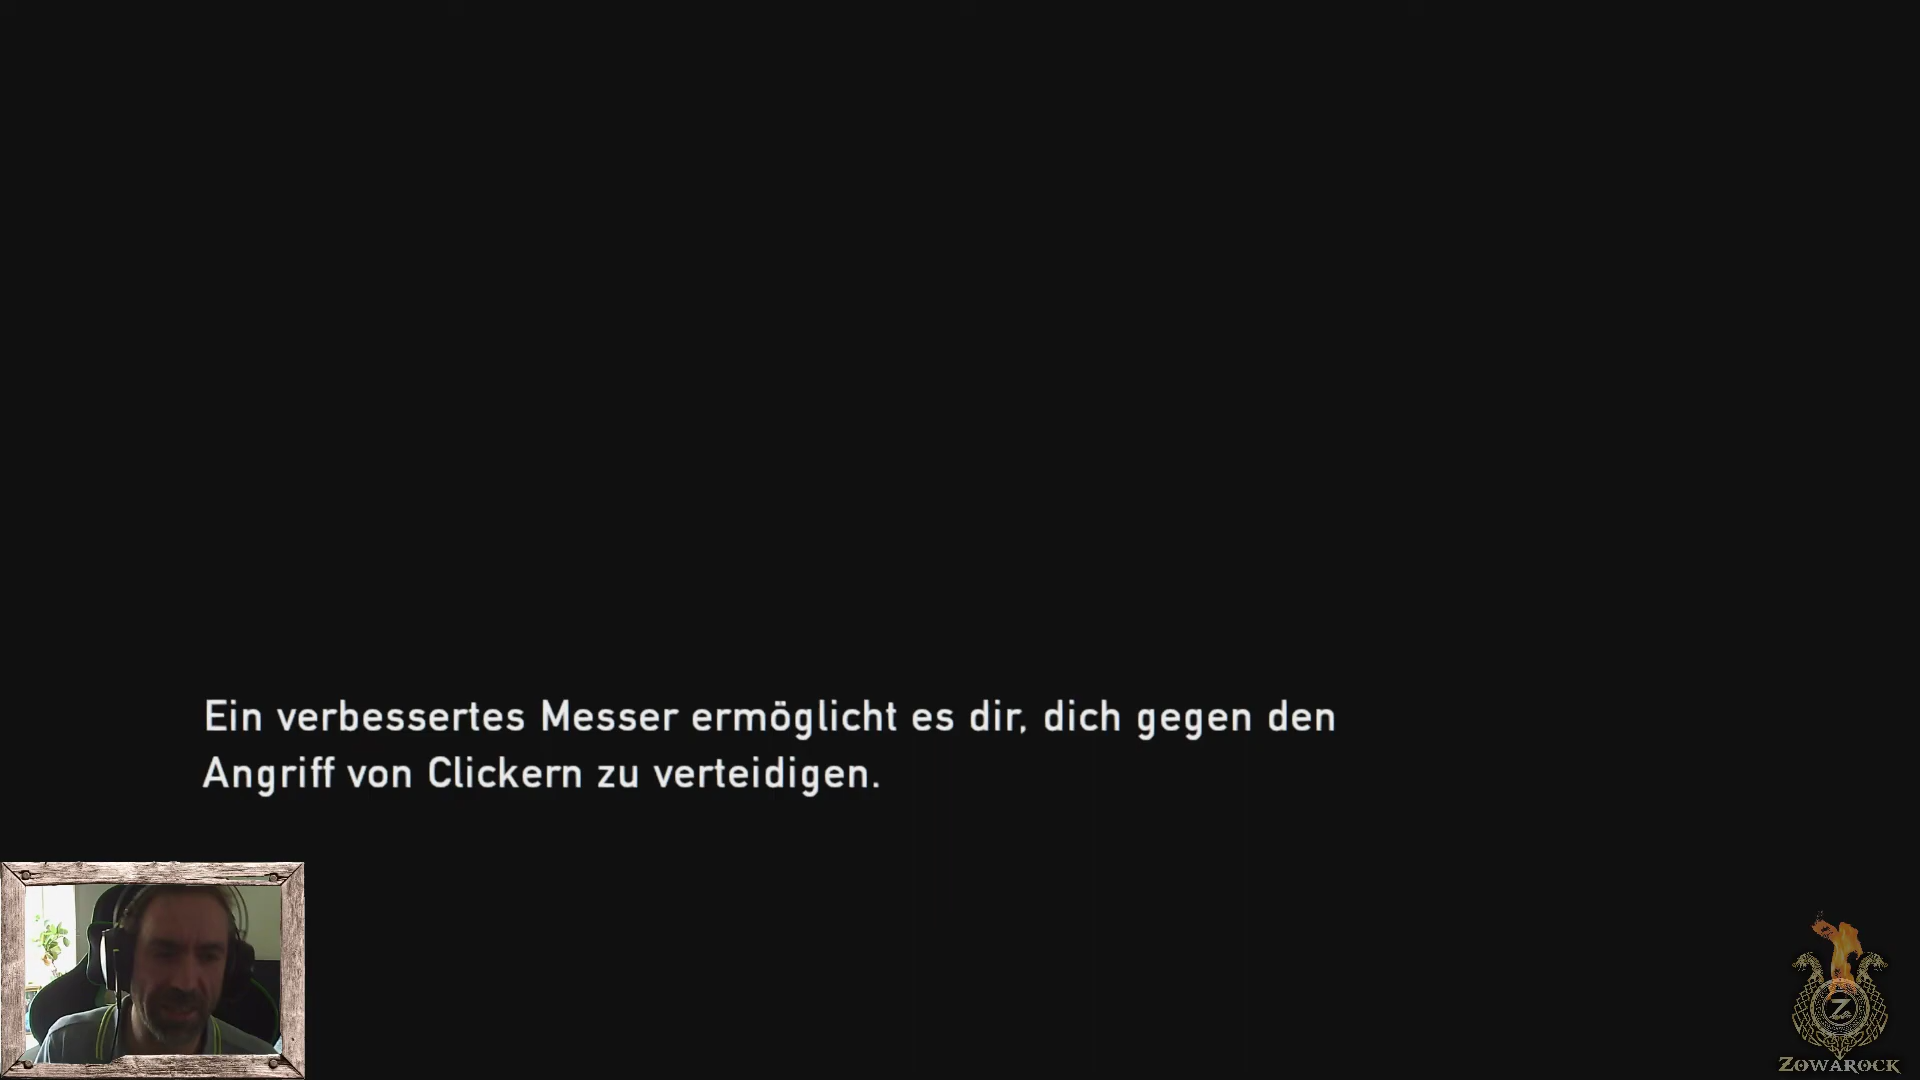 Ein verbessertes Messer ermöglicht es dir, dich gegen den
Angriff von Clickern zu verteidigen.
Z
ZOWAROCK